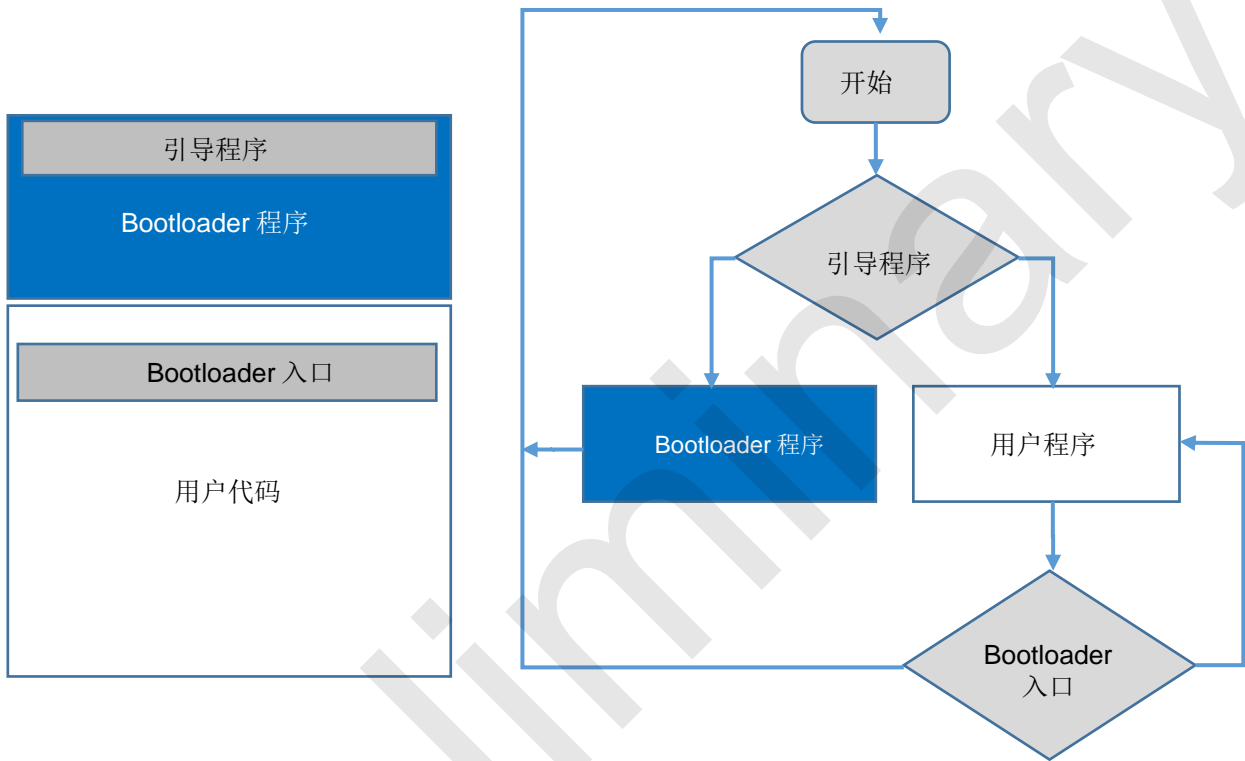 引导程序
Bootloader 程序
Bootloader 入口
用户代码
开始
引导程序
Bootloader 程序
用户程序
Bootloader
入口
liminary